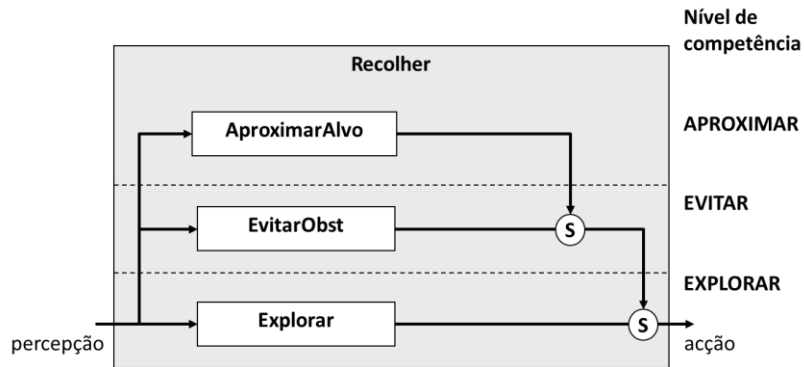 Nível de
competência
Recolher
AproximarAlvo
APROXIMAR
EVITAR
EvitarObst
S
EXPLORAR
Explorar
S
percepção
acção